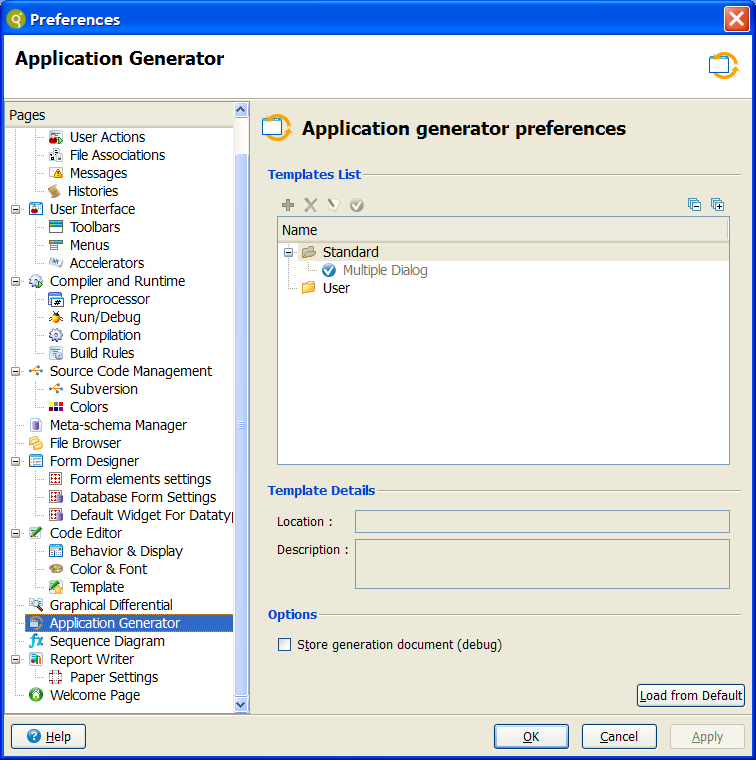 Preferences
Application Generator
Pages
User Actions
File Associations
Messages
Histories
User Interface
Toolbars
Menus
Accelerators
Compiler and Runtime
Preprocessor
Run/Debug
Compilation
Build Rules
Source Code Management
Subversion
Colors
Meta-schema Manager
File Browser
Form Designer
Form elements settings
Database Form Settings
Default Widget For Datatyp
Code Editor
Behavior & Display
Color & Font
Template
Graphical Differential
Application Generator
Sequence Diagram
Report Writer
Paper Settings
Welcome Page
Application generator preferences
Templates List
Name
Standard
Multiple Dialog
User
Template Details
Location :
Description :
Options
Store generation document (debug)
Load from Default
Help
OK
Cancel
Apply